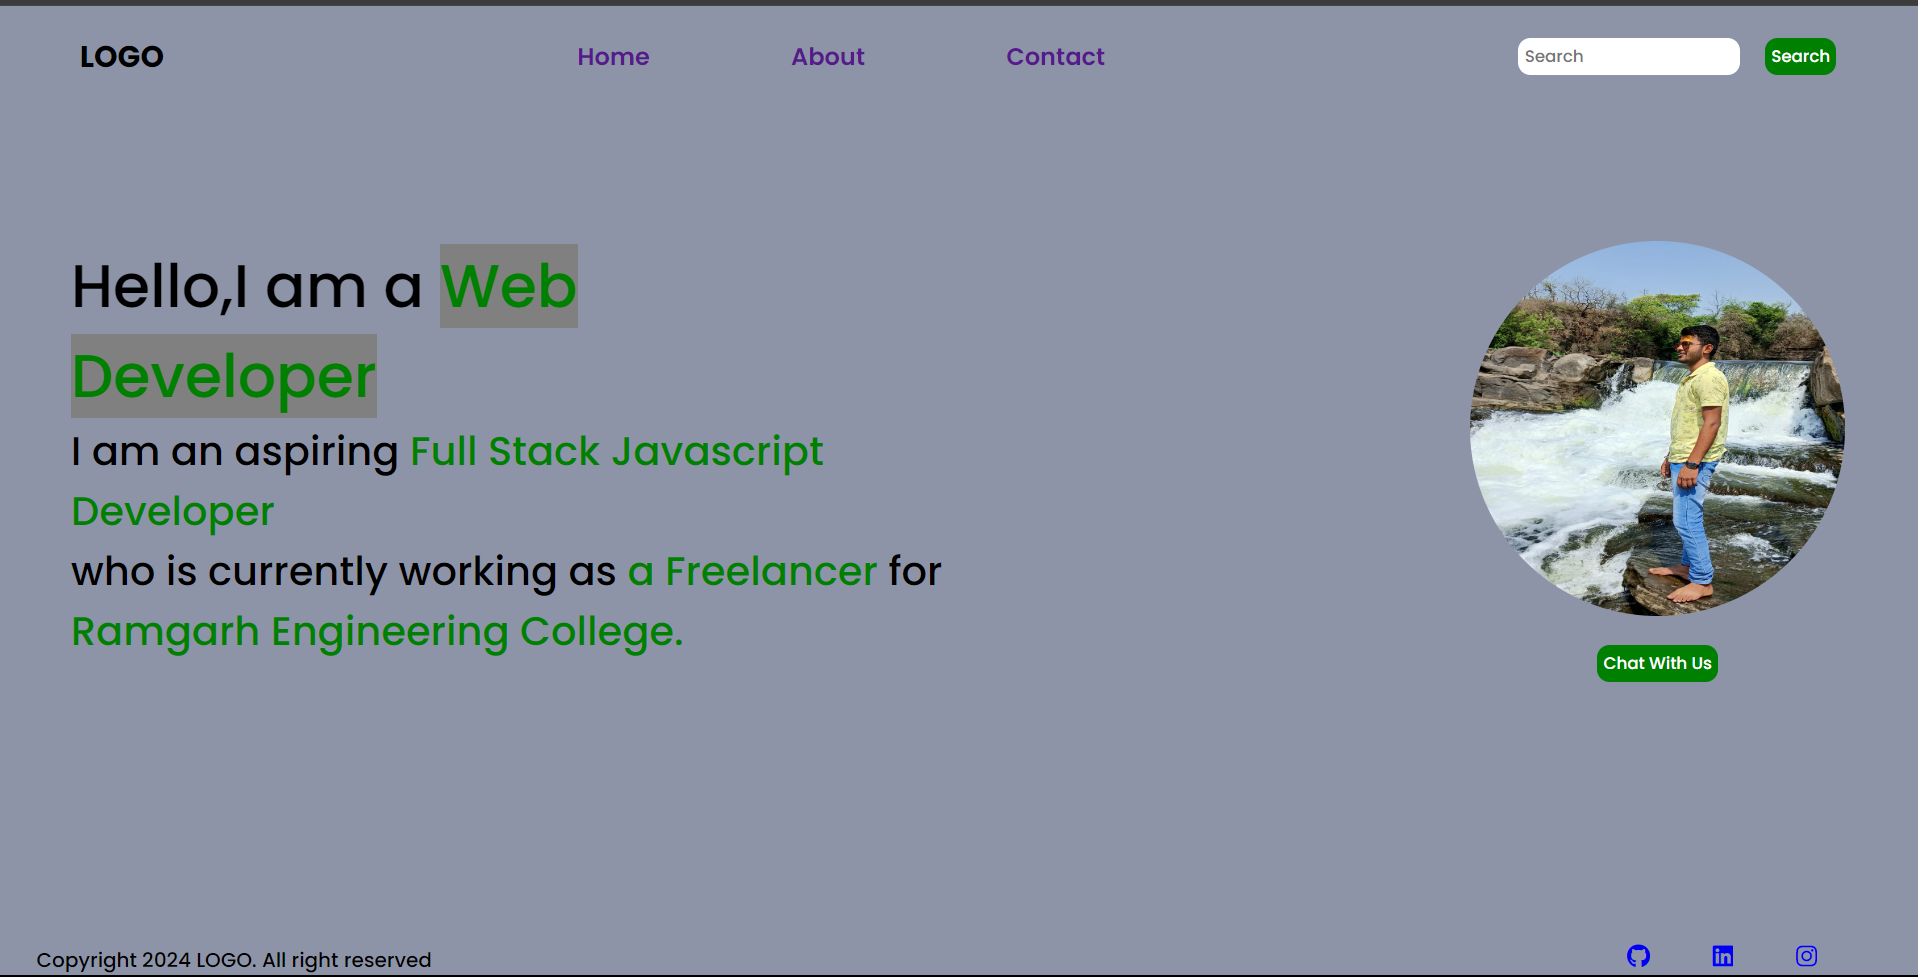 LOGO
Home
About
Contact
Search
Search
Hello,I am a Web
Developer
I am an aspiring Full Stack Javascript
Developer
who is currently working as a Freelancer for
Ramgarh Engineering College.
Chat With Us
Copyright 2024 LOGO. All right reserved